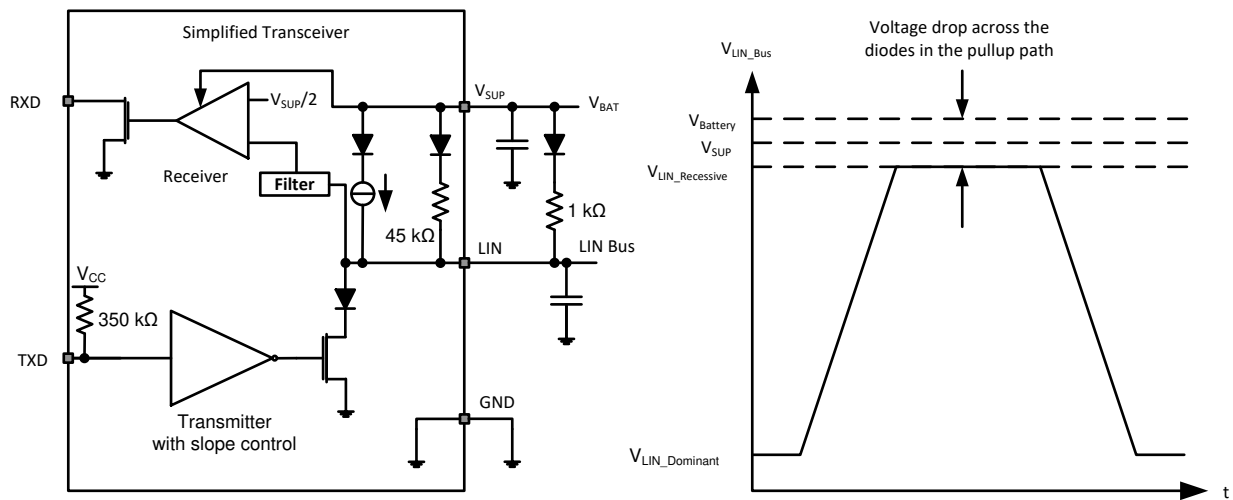 Simplified Transceiver
RXD
V_SUP/2
V_SUP
V_BAT
Receiver
Filter
45 kΩ
1 kΩ
LIN
LIN Bus
V_CC
350 kΩ
TXD
Transmitter
with slope control
GND
Voltage drop across the
diodes in the pullup path
V_LIN_Bus
V_Battery
V_SUP
V_LIN_Recessive
V_LIN_Dominant
t